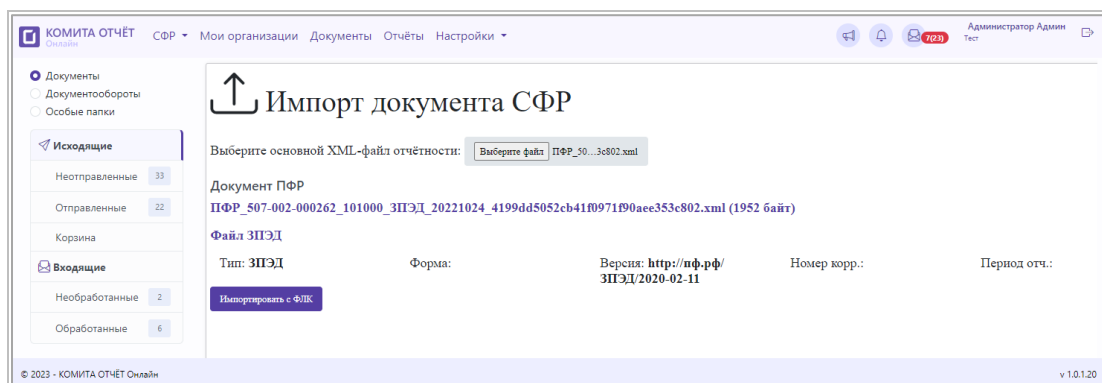 КОМИТА ОТЧЁТ
Онлайн
СФР Мои организации Документы Отчёты Настройки
7(23)
Администратор Админ
Тест
Документы
Документообороты
Особые папки
Исходящие
Неотправленные 33
Отправленные 22
Корзина
Входящие
Необработанные 2
Обработанные 6
Импорт документа СФР
Выберите основной XML-файл отчётности: Выберите файл ПФР_50...3c802.xml
Документ ПФР
ПФР_507-002-000262_101000_ЗПЭД_20221024_4199dd5052cb41f0971f90aee353c802.xml (1952 байт)
Файл ЗПЭД
Тип: ЗПЭД Форма: Версия: http://пф.рф/ Номер корр.: Период отч.:
ЗПЭД/2020-02-11
Импортировать с ФЛК
© 2023 - КОМИТА ОТЧЁТ Онлайн v 1.0.1.20